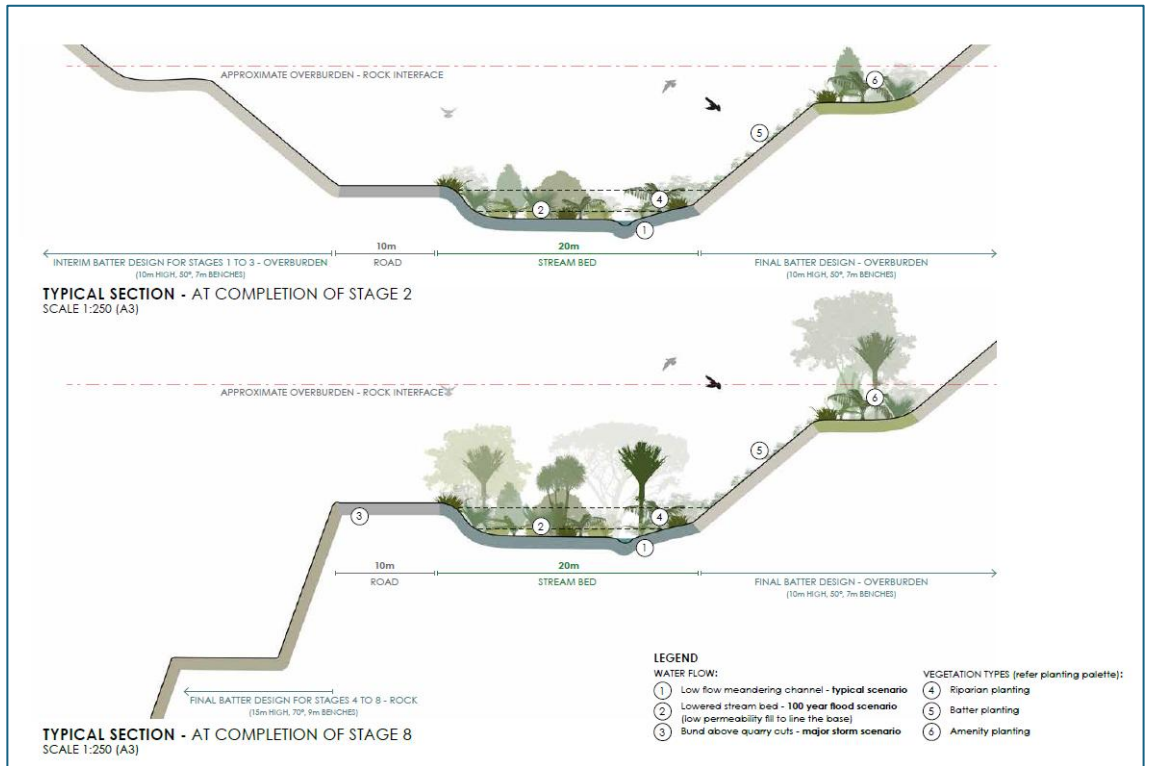 APPROXIMATE OVERBURDEN - ROCK INTERFACE
6
5
4
2
1
10m
ROAD
20m
STREAM BED
INTERIM BATTER DESIGN FOR STAGES 1 TO 3 - OVERBURDEN
(10m HIGH, 50°, 7m BENCHES)
FINAL BATTER DESIGN - OVERBURDEN
(10m HIGH, 50°, 7m BENCHES)
TYPICAL SECTION - AT COMPLETION OF STAGE 2
SCALE 1:250 (A3)
APPROXIMATE OVERBURDEN - ROCK INTERFACE
6
5
3
4
2
1
10m
ROAD
20m
STREAM BED
FINAL BATTER DESIGN - OVERBURDEN
(10m HIGH, 50°, 7m BENCHES)
FINAL BATTER DESIGN FOR STAGES 4 TO 8 - ROCK
(15m HIGH, 70°, 9m BENCHES)
TYPICAL SECTION - AT COMPLETION OF STAGE 8
SCALE 1:250 (A3)
LEGEND
WATER FLOW:
1 Low flow meandering channel - typical scenario
2 Lowered stream bed - 100 year flood scenario
(low permeability fill to line the base)
3 Bund above quarry cuts - major storm scenario
VEGETATION TYPES (refer planting palette):
4 Riparian planting
5 Batter planting
6 Amenity planting